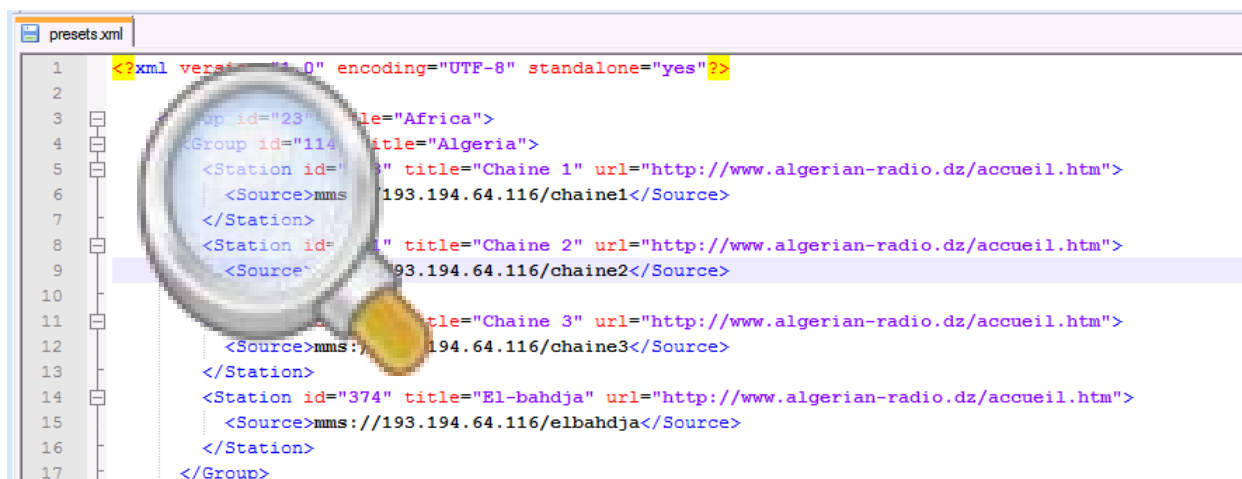 presets.xml
1 <?xml version="1.0" encoding="UTF-8" standalone="yes"?>
2
3 id="23" title="Africa">
4 <Group id="114" title="Algeria">
5 <Station title="Chaine 1" url="http://www.algerian-radio.dz/accueil.htm">
6 <Source>mms://193.194.64.116/chaine1</Source>
7 </Station>
8 <Station title="Chaine 2" url="http://www.algerian-radio.dz/accueil.htm">
9 <Source>193.194.64.116/chaine2</Source>
10
11 title="Chaine 3" url="http://www.algerian-radio.dz/accueil.htm">
12 <Source>mms://193.194.64.116/chaine3</Source>
13 </Station>
14 <Station id="374" title="El-bahdja" url="http://www.algerian-radio.dz/accueil.htm">
15 <Source>mms://193.194.64.116/elbahdja</Source>
16 </Station>
17 </Group>